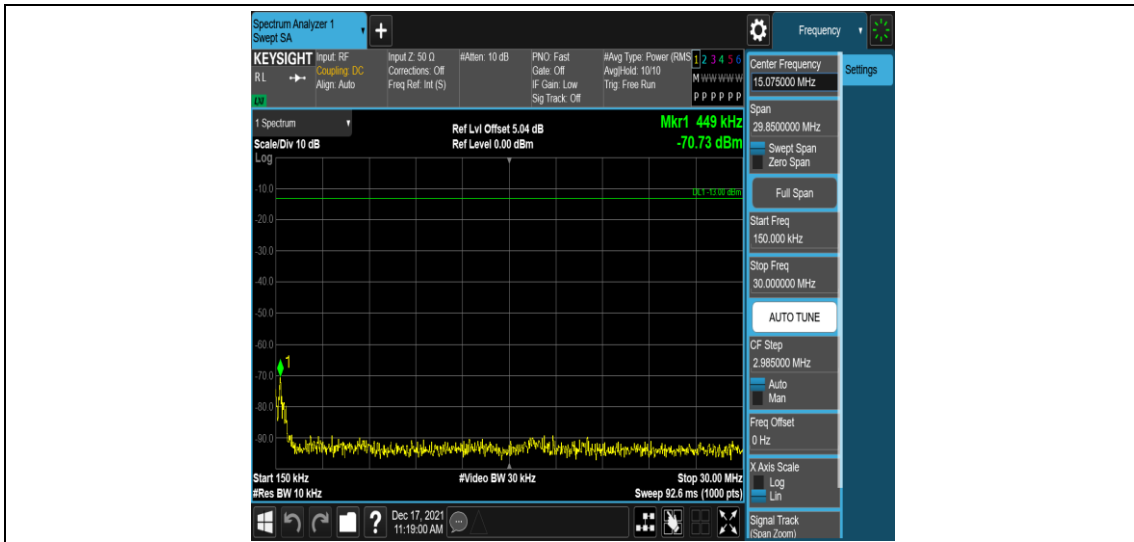 Spectrum Analyzer 1
Swept SA
+
Frequency
KEYSIGHT
RL
LXI
Input: RF
Coupling: DC
Align: Auto
Input Z: 50 Ω
Corrections: Off
Freq Ref: Int (S)
#Atten: 10 dB
PNO: Fast
Gate: Off
IF Gain: Low
Sig Track: Off
#Avg Type: Power (RMS
Avg|Hold: 10/10
Trig: Free Run
1 2 3 4 5 6
M W W W W W
P P P P P P
Center Frequency
15.075000 MHz
Settings
Span
29.8500000 MHz
Swept Span
Zero Span
Full Span
Start Freq
150.000 kHz
Stop Freq
30.000000 MHz
AUTO TUNE
CF Step
2.985000 MHz
Auto
Man
Freq Offset
0 Hz
X Axis Scale
Log
Lin
Signal Track
(Span Zoom)
1 Spectrum
Scale/Div 10 dB
Ref Lvl Offset 5.04 dB
Ref Level 0.00 dBm
Mkr1 449 kHz
-70.73 dBm
Log
DL1 -13.00 dBm
-10.0
-20.0
-30.0
-40.0
-50.0
-60.0
1
-70.0
-80.0
-90.0
Start 150 kHz
#Res BW 10 kHz
#Video BW 30 kHz
Stop 30.00 MHz
Sweep 92.6 ms (1000 pts)
?
Dec 17, 2021
11:19:00 AM